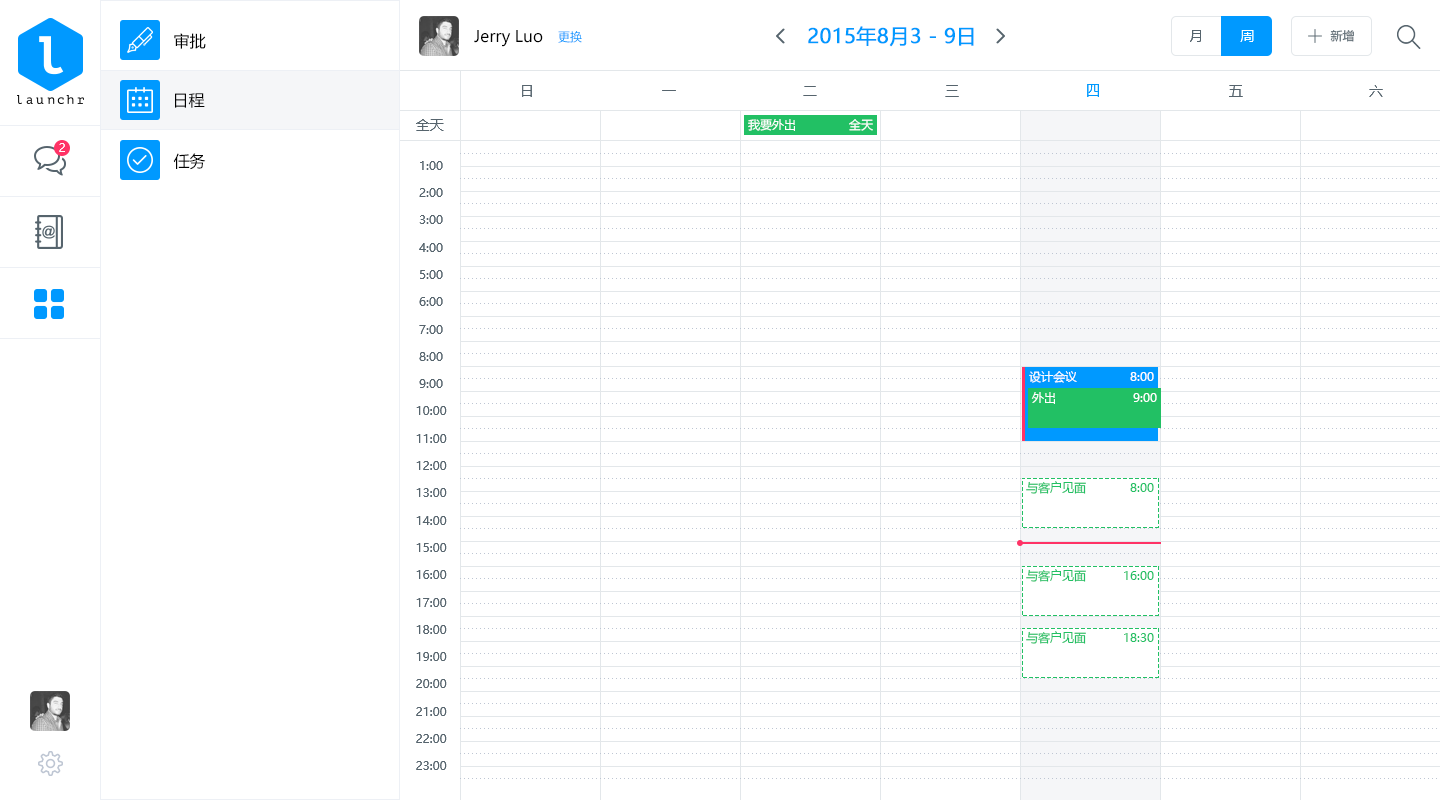 launchr
2
审批
日程
任务
Jerry Luo 更换
2015年8月3 - 9日
月 周
新增
日 一 二 三 四 五 六
全天
我要外出 全天
1:00
2:00
3:00
4:00
5:00
6:00
7:00
8:00
9:00
10:00
11:00
12:00
13:00
14:00
15:00
16:00
17:00
18:00
19:00
20:00
21:00
22:00
23:00
设计会议 8:00
外出 9:00
与客户见面 8:00
与客户见面 16:00
与客户见面 18:30